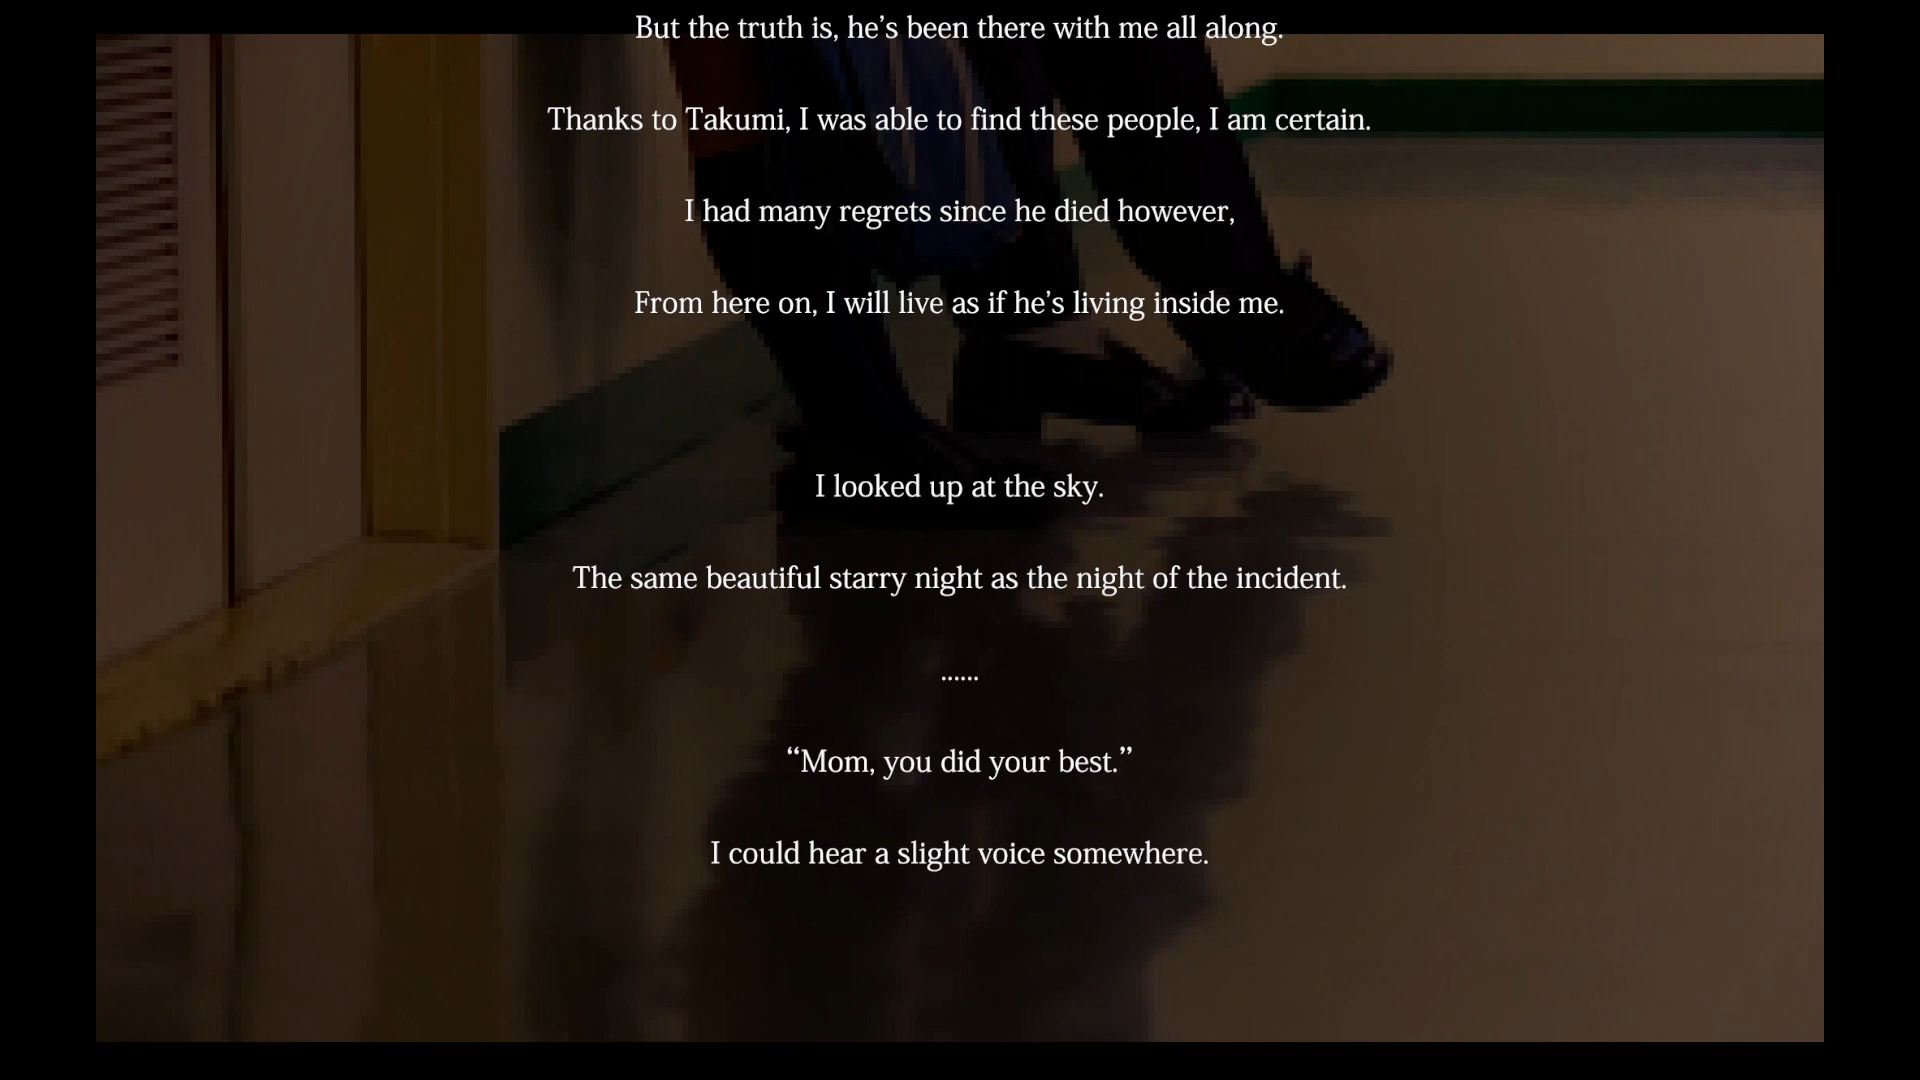 But the truth is, he’s been there with me all along.
Thanks to Takumi, I was able to find these people, I am certain.
I had many regrets since he died however,
From here on, I will live as if he’s living inside me.
I looked up at the sky.
The same beautiful starry night as the night of the incident.
......
“Mom, you did your best.”
I could hear a slight voice somewhere.